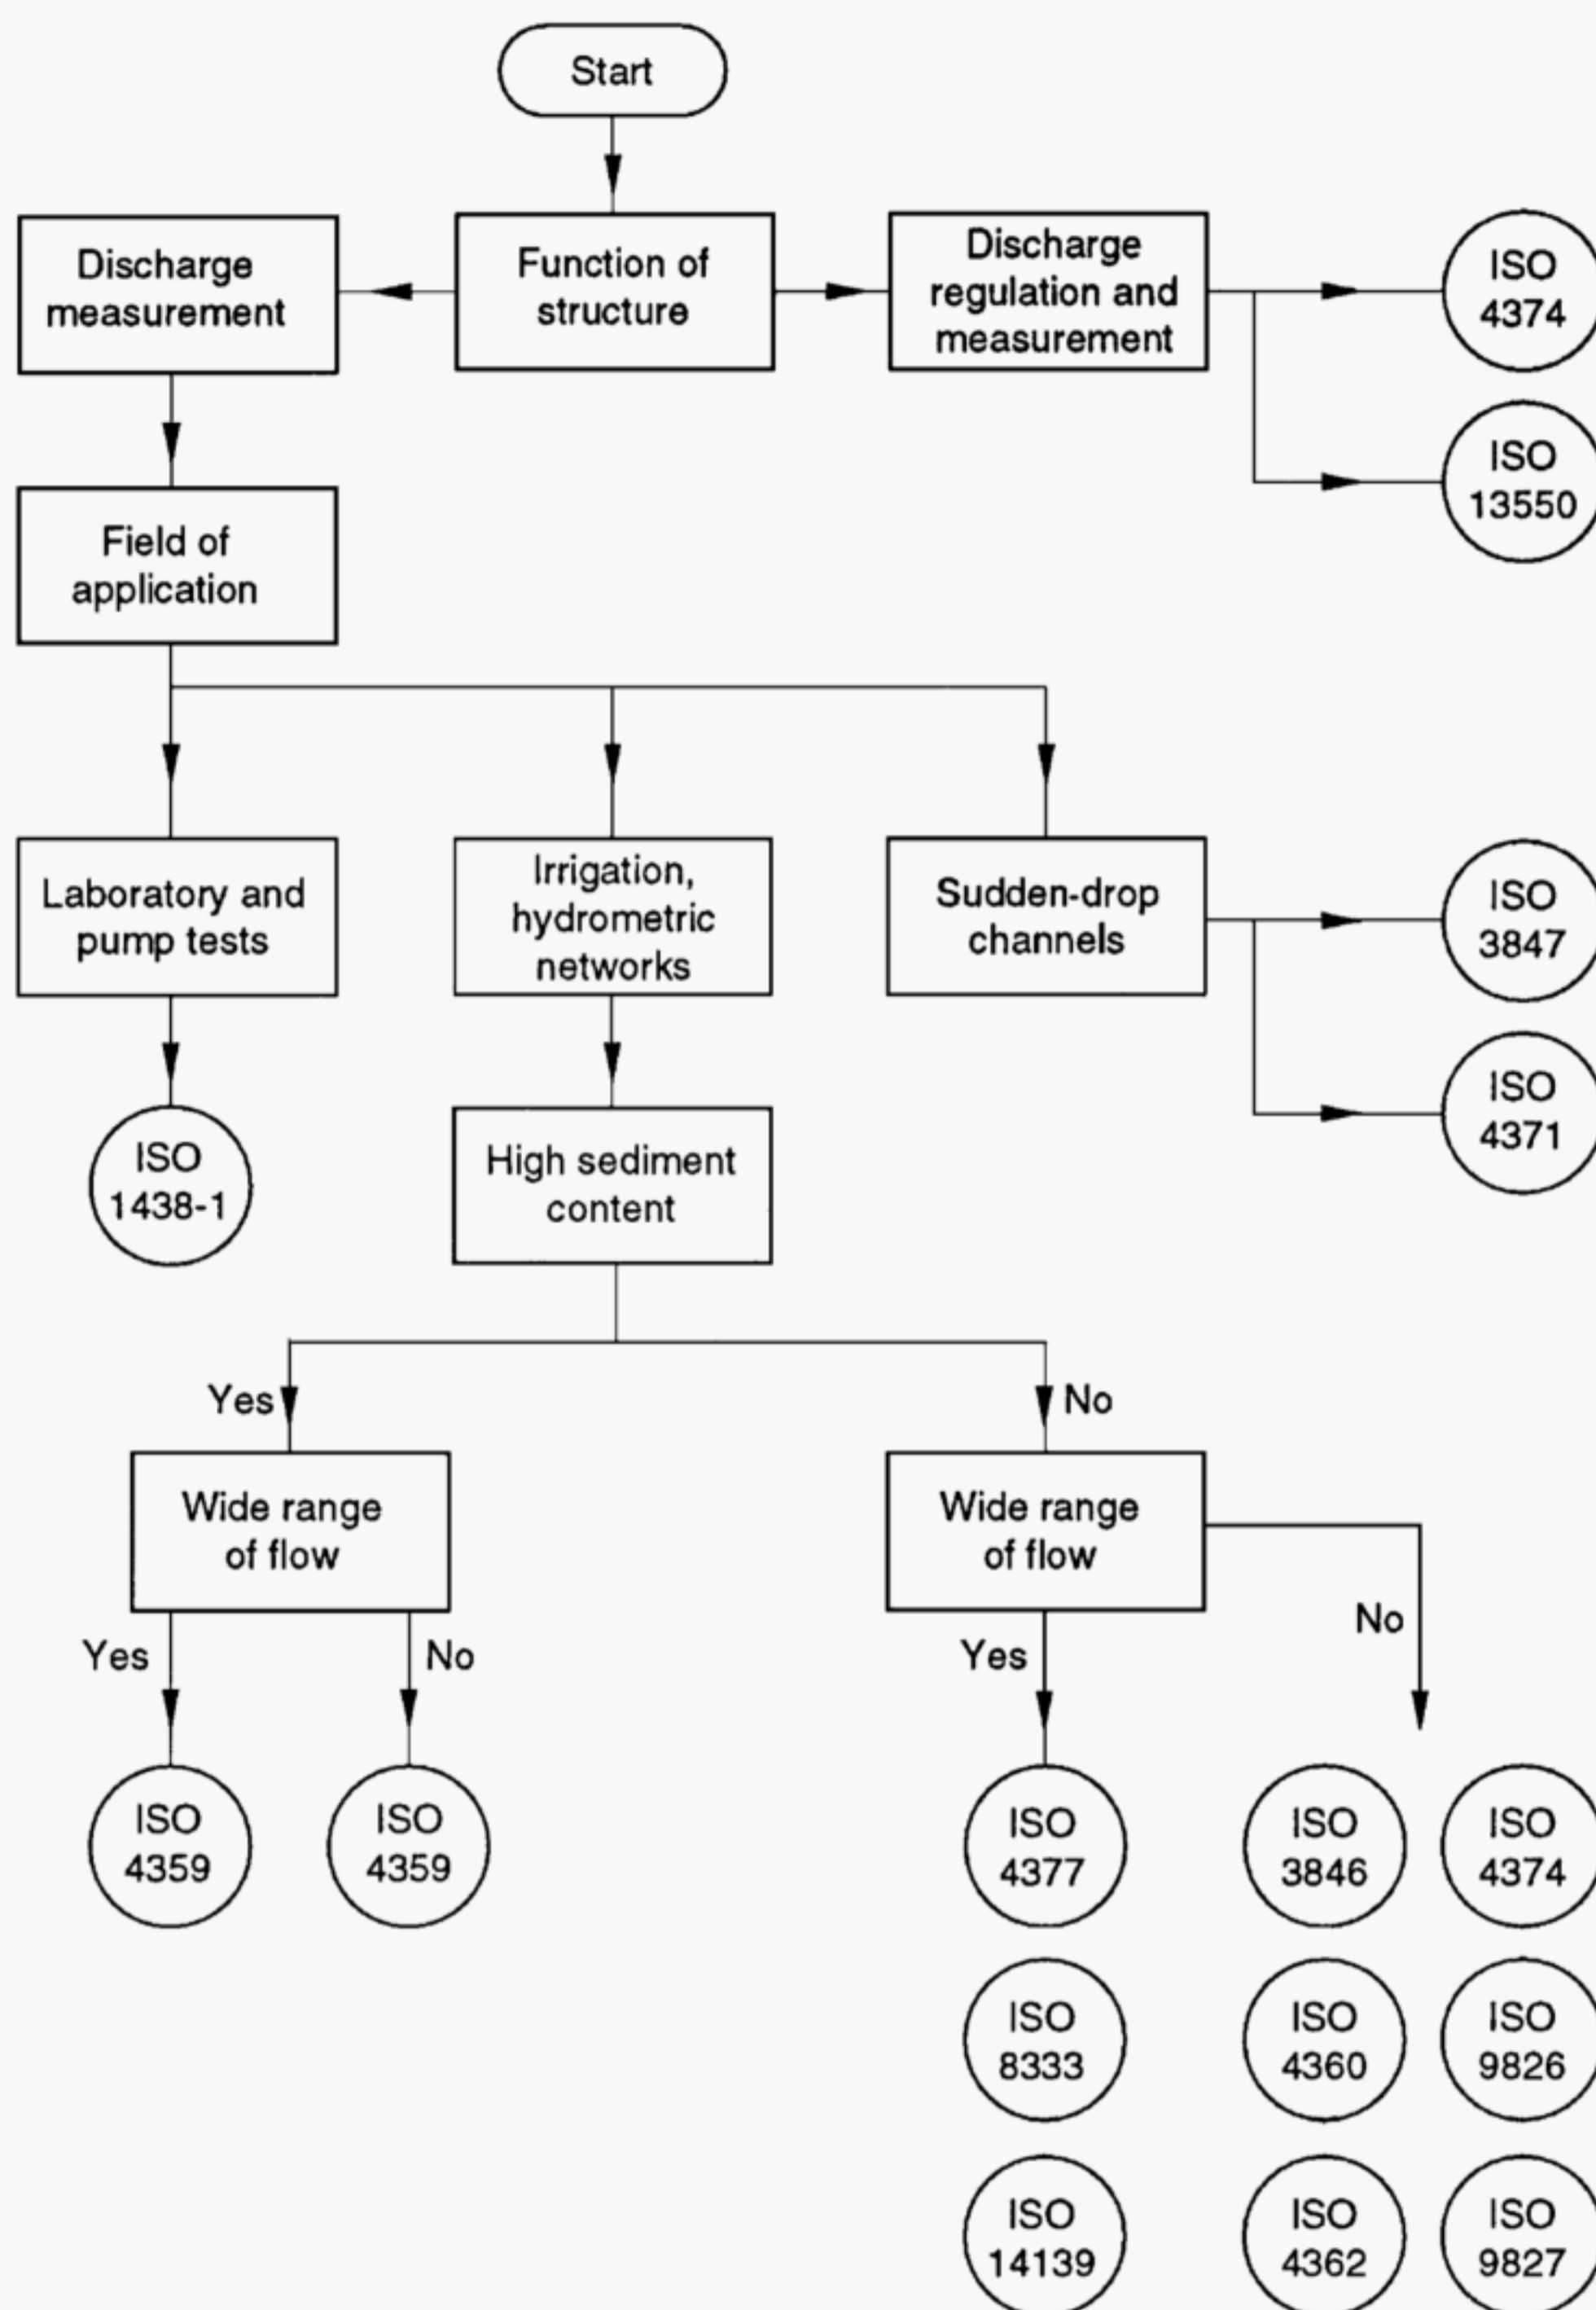 Start
Discharge
measurement
Function of
structure
Discharge
regulation and
measurement
ISO
4374
ISO
13550
Field of
application
Laboratory and
pump tests
Irrigation,
hydrometric
networks
Sudden-drop
channels
ISO
3847
ISO
4371
ISO
1438-1
High sediment
content
Yes
No
Wide range
of flow
Wide range
of flow
Yes
No
Yes
No
ISO
4359
ISO
4359
ISO
4377
ISO
3846
ISO
4374
ISO
8333
ISO
4360
ISO
9826
ISO
14139
ISO
4362
ISO
9827